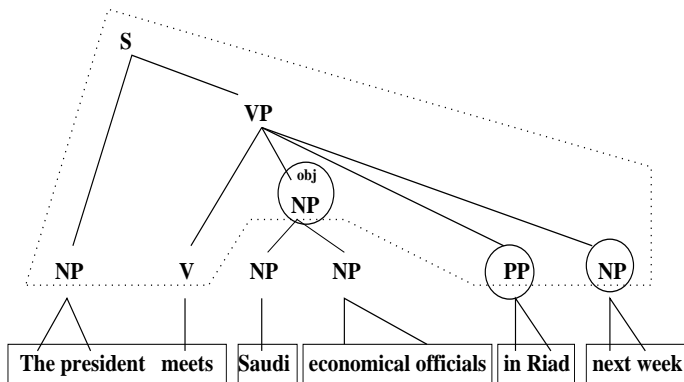 S
VP
obj
NP
NP V NP NP PP NP
The president meets Saudi economical officials in Riad next week